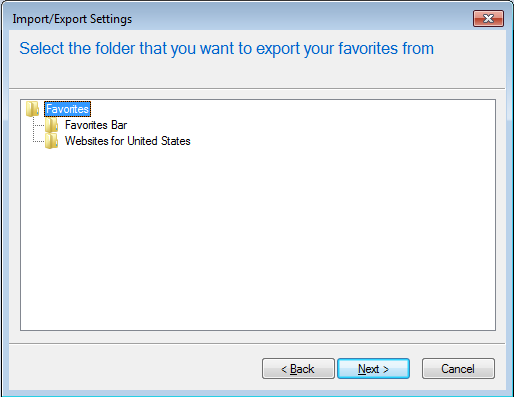 Import/Export Settings
Select the folder that you want to export your favorites from
Favorites
Favorites Bar
Websites for United States
< Back
Next >
Cancel